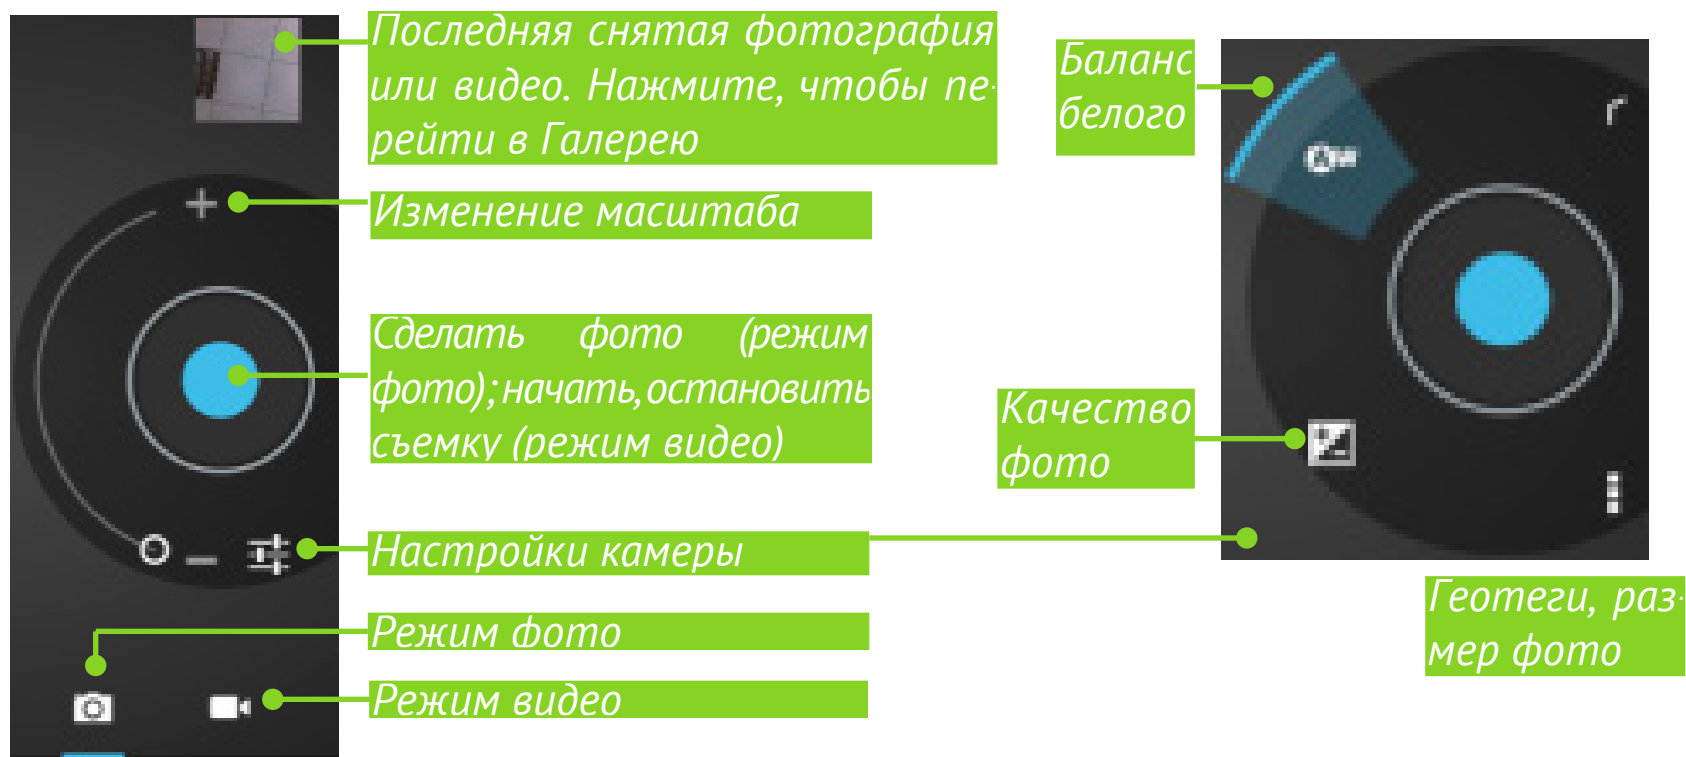 Последняя снятая фотография
или видео. Нажмите, чтобы пе-
рейти в Галерею
Изменение масштаба
Сделать фото (режим
фото); начать, остановить
съемку (режим видео)
Настройки камеры
Режим фото
Режим видео
Баланс
белого
Качество
фото
Геотеги, раз-
мер фото